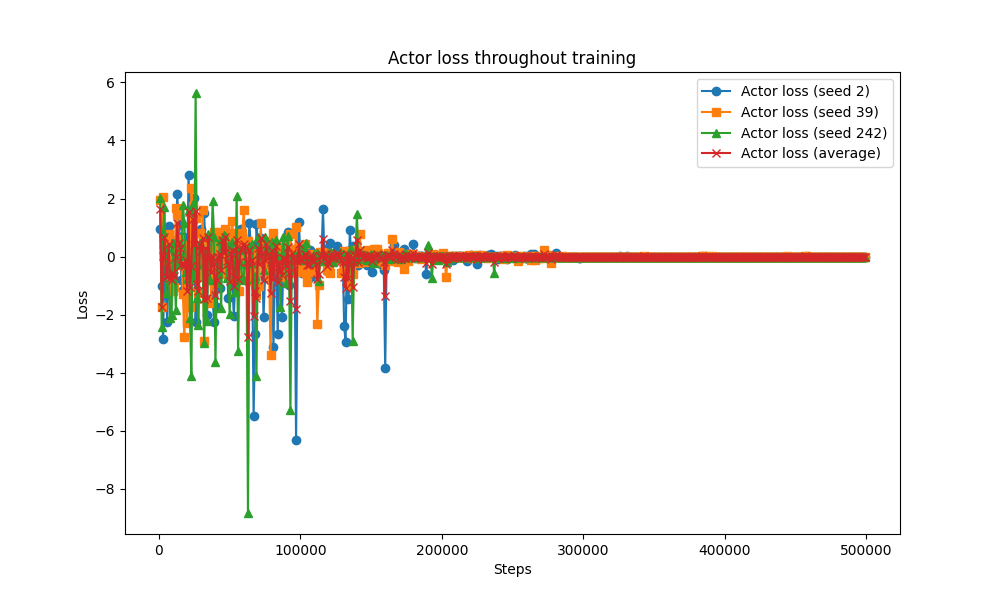 Actor loss throughout training
Actor loss (seed 2)
Actor loss (seed 39)
Actor loss (seed 242)
Actor loss (average)
Loss
6
4
2
0
−2
−4
−6
−8
0 100000 200000 300000 400000 500000
Steps